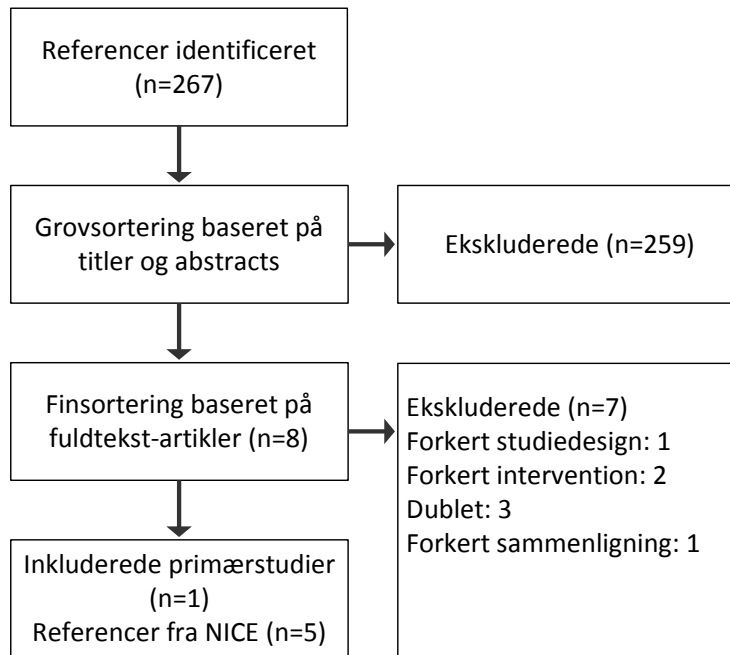 Referencer identificeret
(n=267)
Grovsortering baseret på
titler og abstracts
Ekskluderede (n=259)
Finsortering baseret på
fuldtekst-artikler (n=8)
Ekskluderede (n=7)
Forkert studiedesign: 1
Forkert intervention: 2
Dublet: 3
Forkert sammenligning: 1
Inkluderede primærstudier
(n=1)
Referencer fra NICE (n=5)